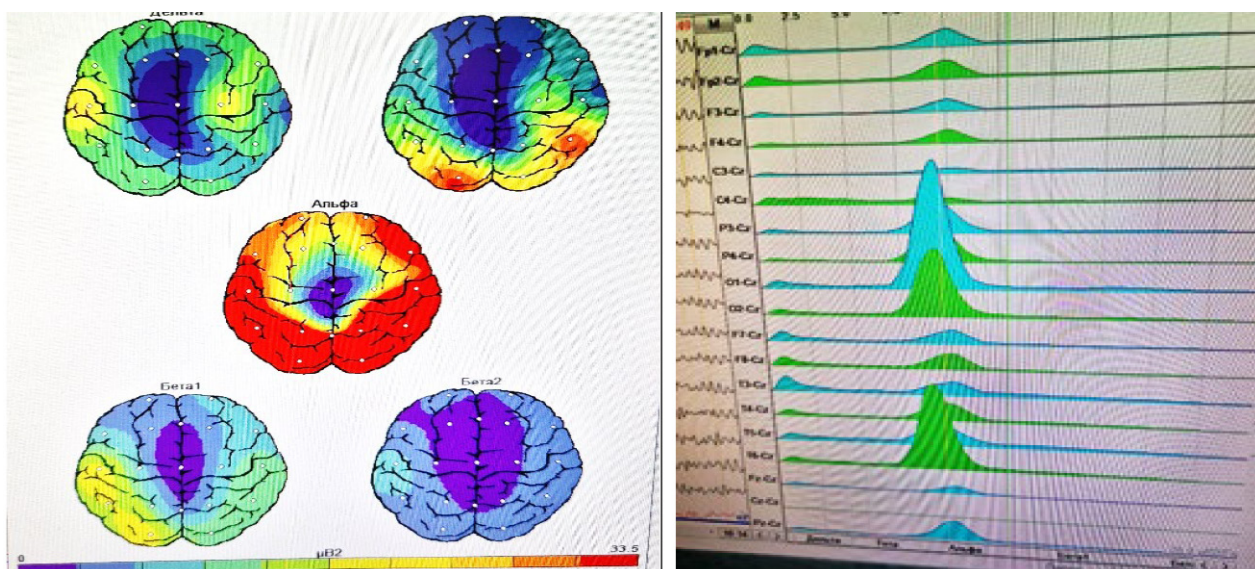 Дельта
Альфа
Бета1
Бета2
0
µВ2
33.5
M
0.0
2.5
Fp1-Cz
Fp2-Cz
F3-Cz
F4-Cz
C3-Cz
C4-Cz
P3-Cz
P4-Cz
O1-Cz
O2-Cz
F7-Cz
F8-Cz
T3-Cz
T4-Cz
T5-Cz
T6-Cz
Fz-Cz
Cz-Cz
Pz-Cz
Дельта
Тета
Альфа